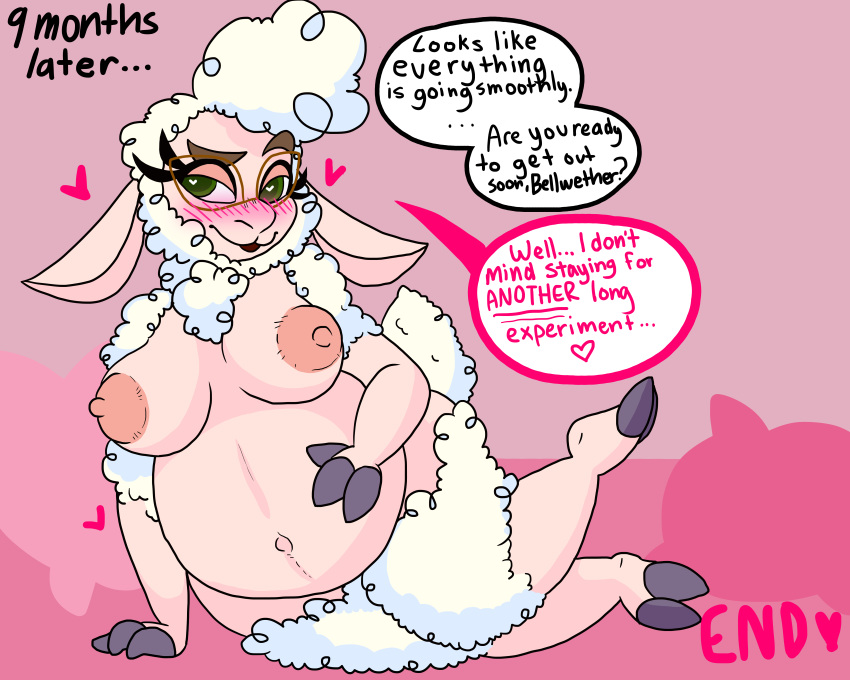 9 months
later...
Looks like
everything
is going smoothly.
...
Are you ready
to get out
soon, Bellwether?
Well... I don't
mind staying for
ANOTHER long
experiment...
♡
END ♥